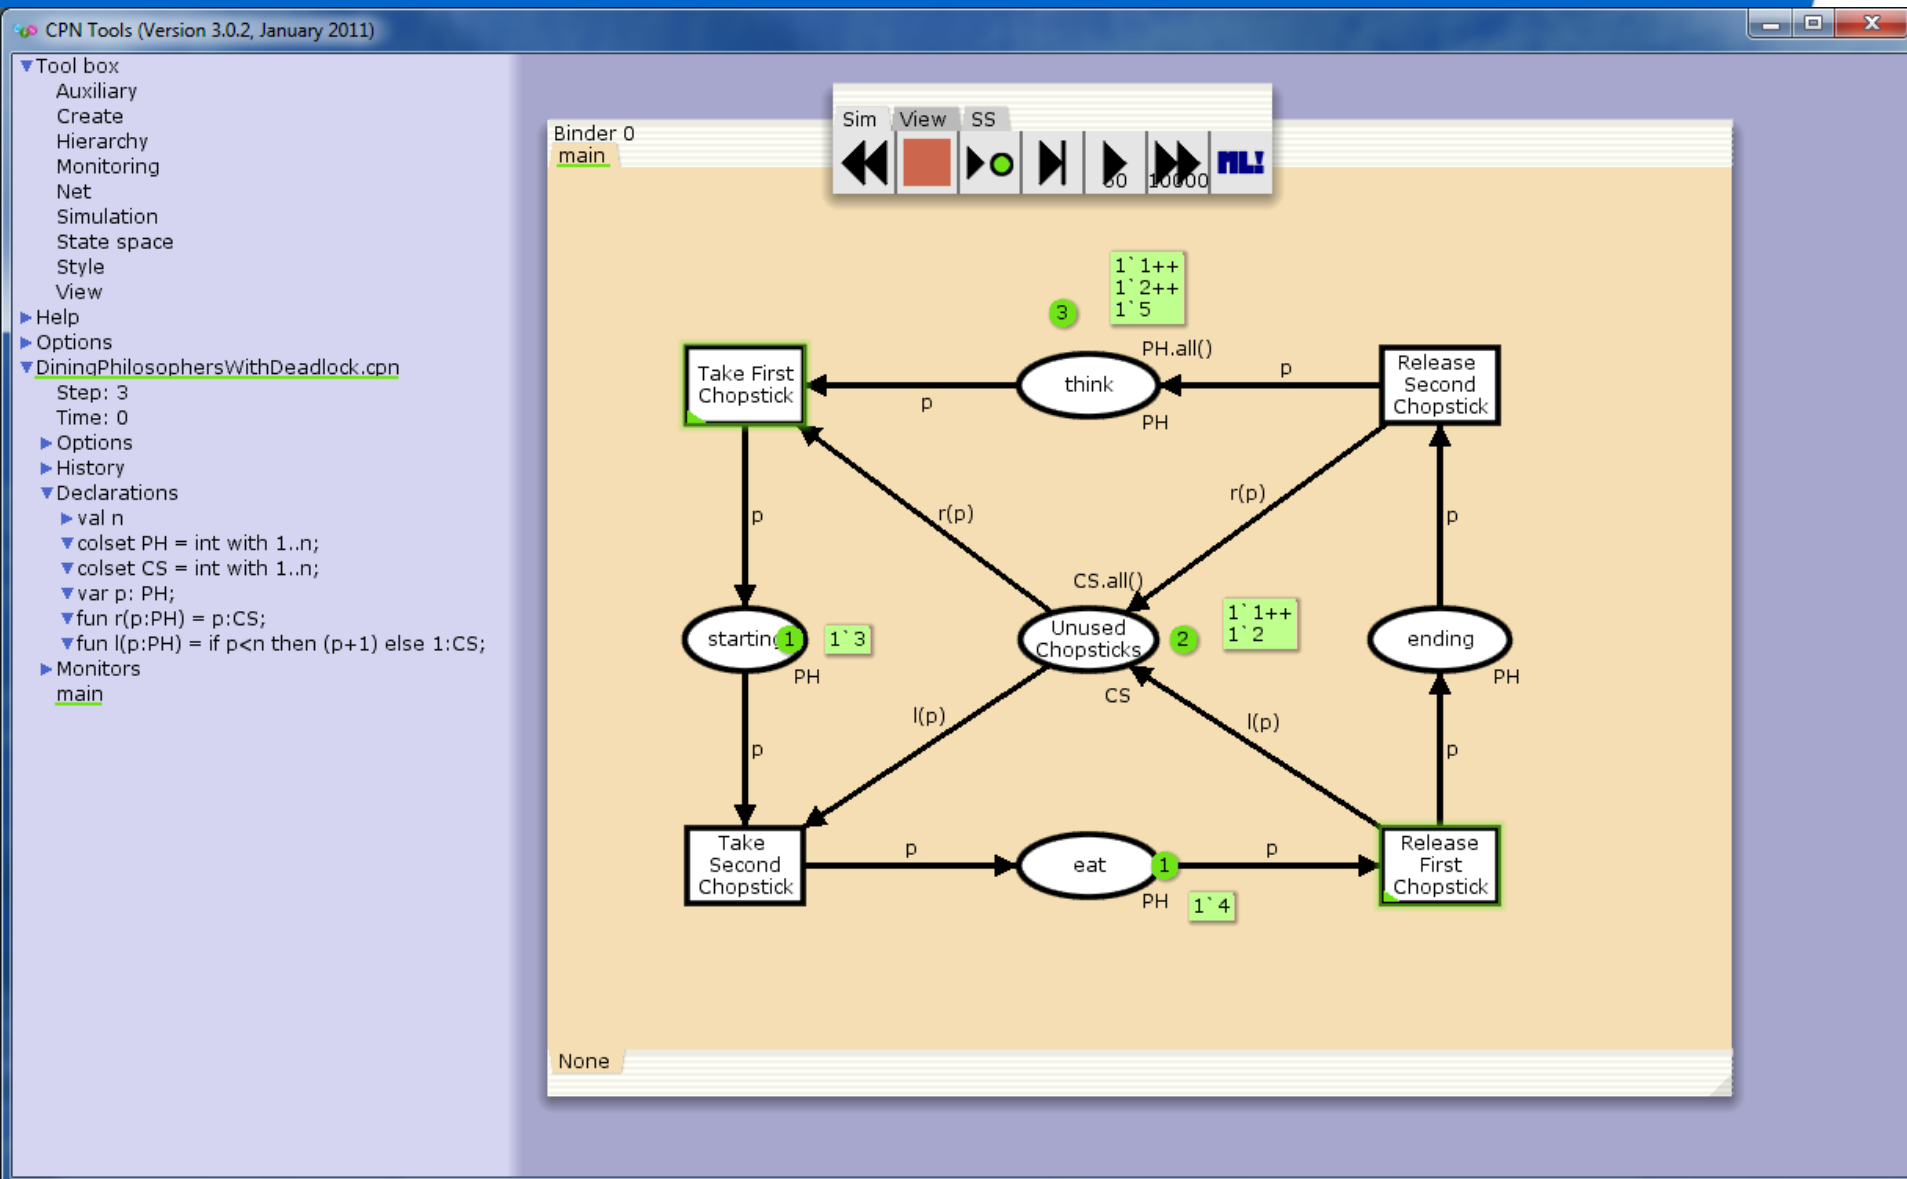 CPN Tools (Version 3.0.2, January 2011)
Tool box
Auxiliary
Create
Hierarchy
Monitoring
Net
Simulation
State space
Style
View
Help
Options
DiningPhilosophersWithDeadlock.cpn
Step: 3
Time: 0
Options
History
Declarations
val n
colset PH = int with 1..n;
colset CS = int with 1..n;
var p: PH;
fun r(p:PH) = p:CS;
fun l(p:PH) = if p<n then (p+1) else 1:CS;
Monitors
main
Binder 0
main
Sim View SS
50 10000 ML!
1`1++
1`2++
1`5
3
PH.all()
Take First
Chopstick
think
Release
Second
Chopstick
p
p
PH
p
r(p)
r(p)
p
CS.all()
starting
1
1`3
PH
Unused
Chopsticks
2
1`1++
1`2
CS
ending
PH
l(p)
l(p)
p
p
Take
Second
Chopstick
p
eat
1
p
PH
1`4
Release
First
Chopstick
None